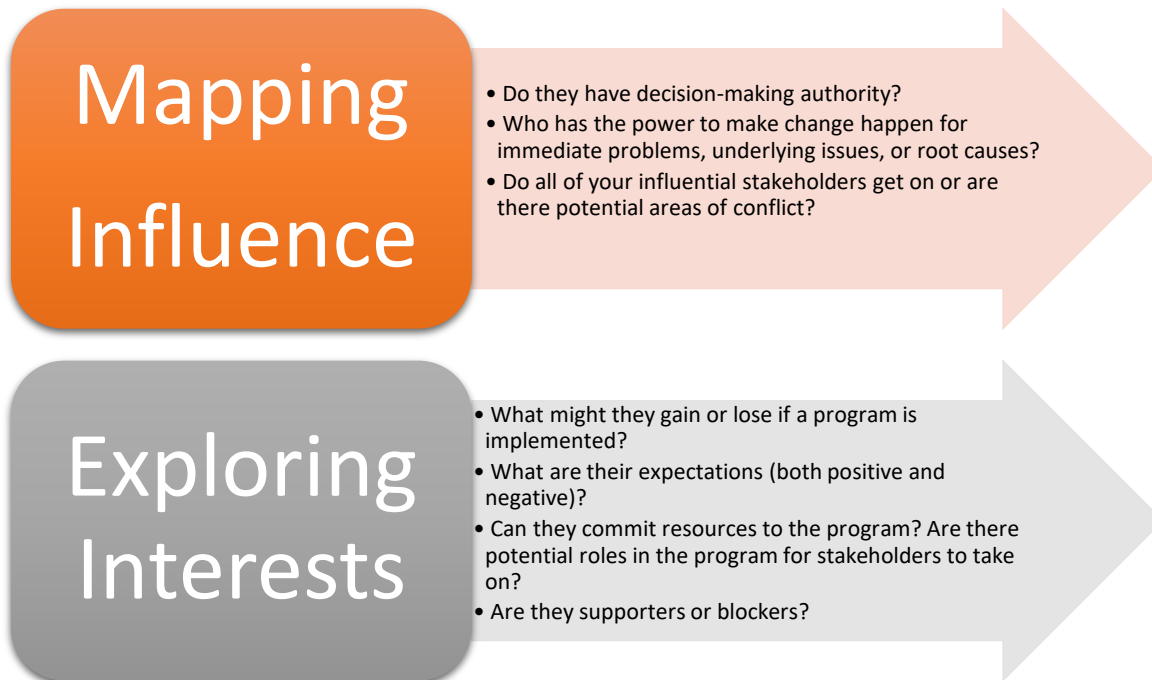 Mapping
Influence
• Do they have decision-making authority?
• Who has the power to make change happen for
immediate problems, underlying issues, or root causes?
• Do all of your influential stakeholders get on or are
there potential areas of conflict?
Exploring
Interests
• What might they gain or lose if a program is
implemented?
• What are their expectations (both positive and
negative)?
• Can they commit resources to the program? Are there
potential roles in the program for stakeholders to take
on?
• Are they supporters or blockers?